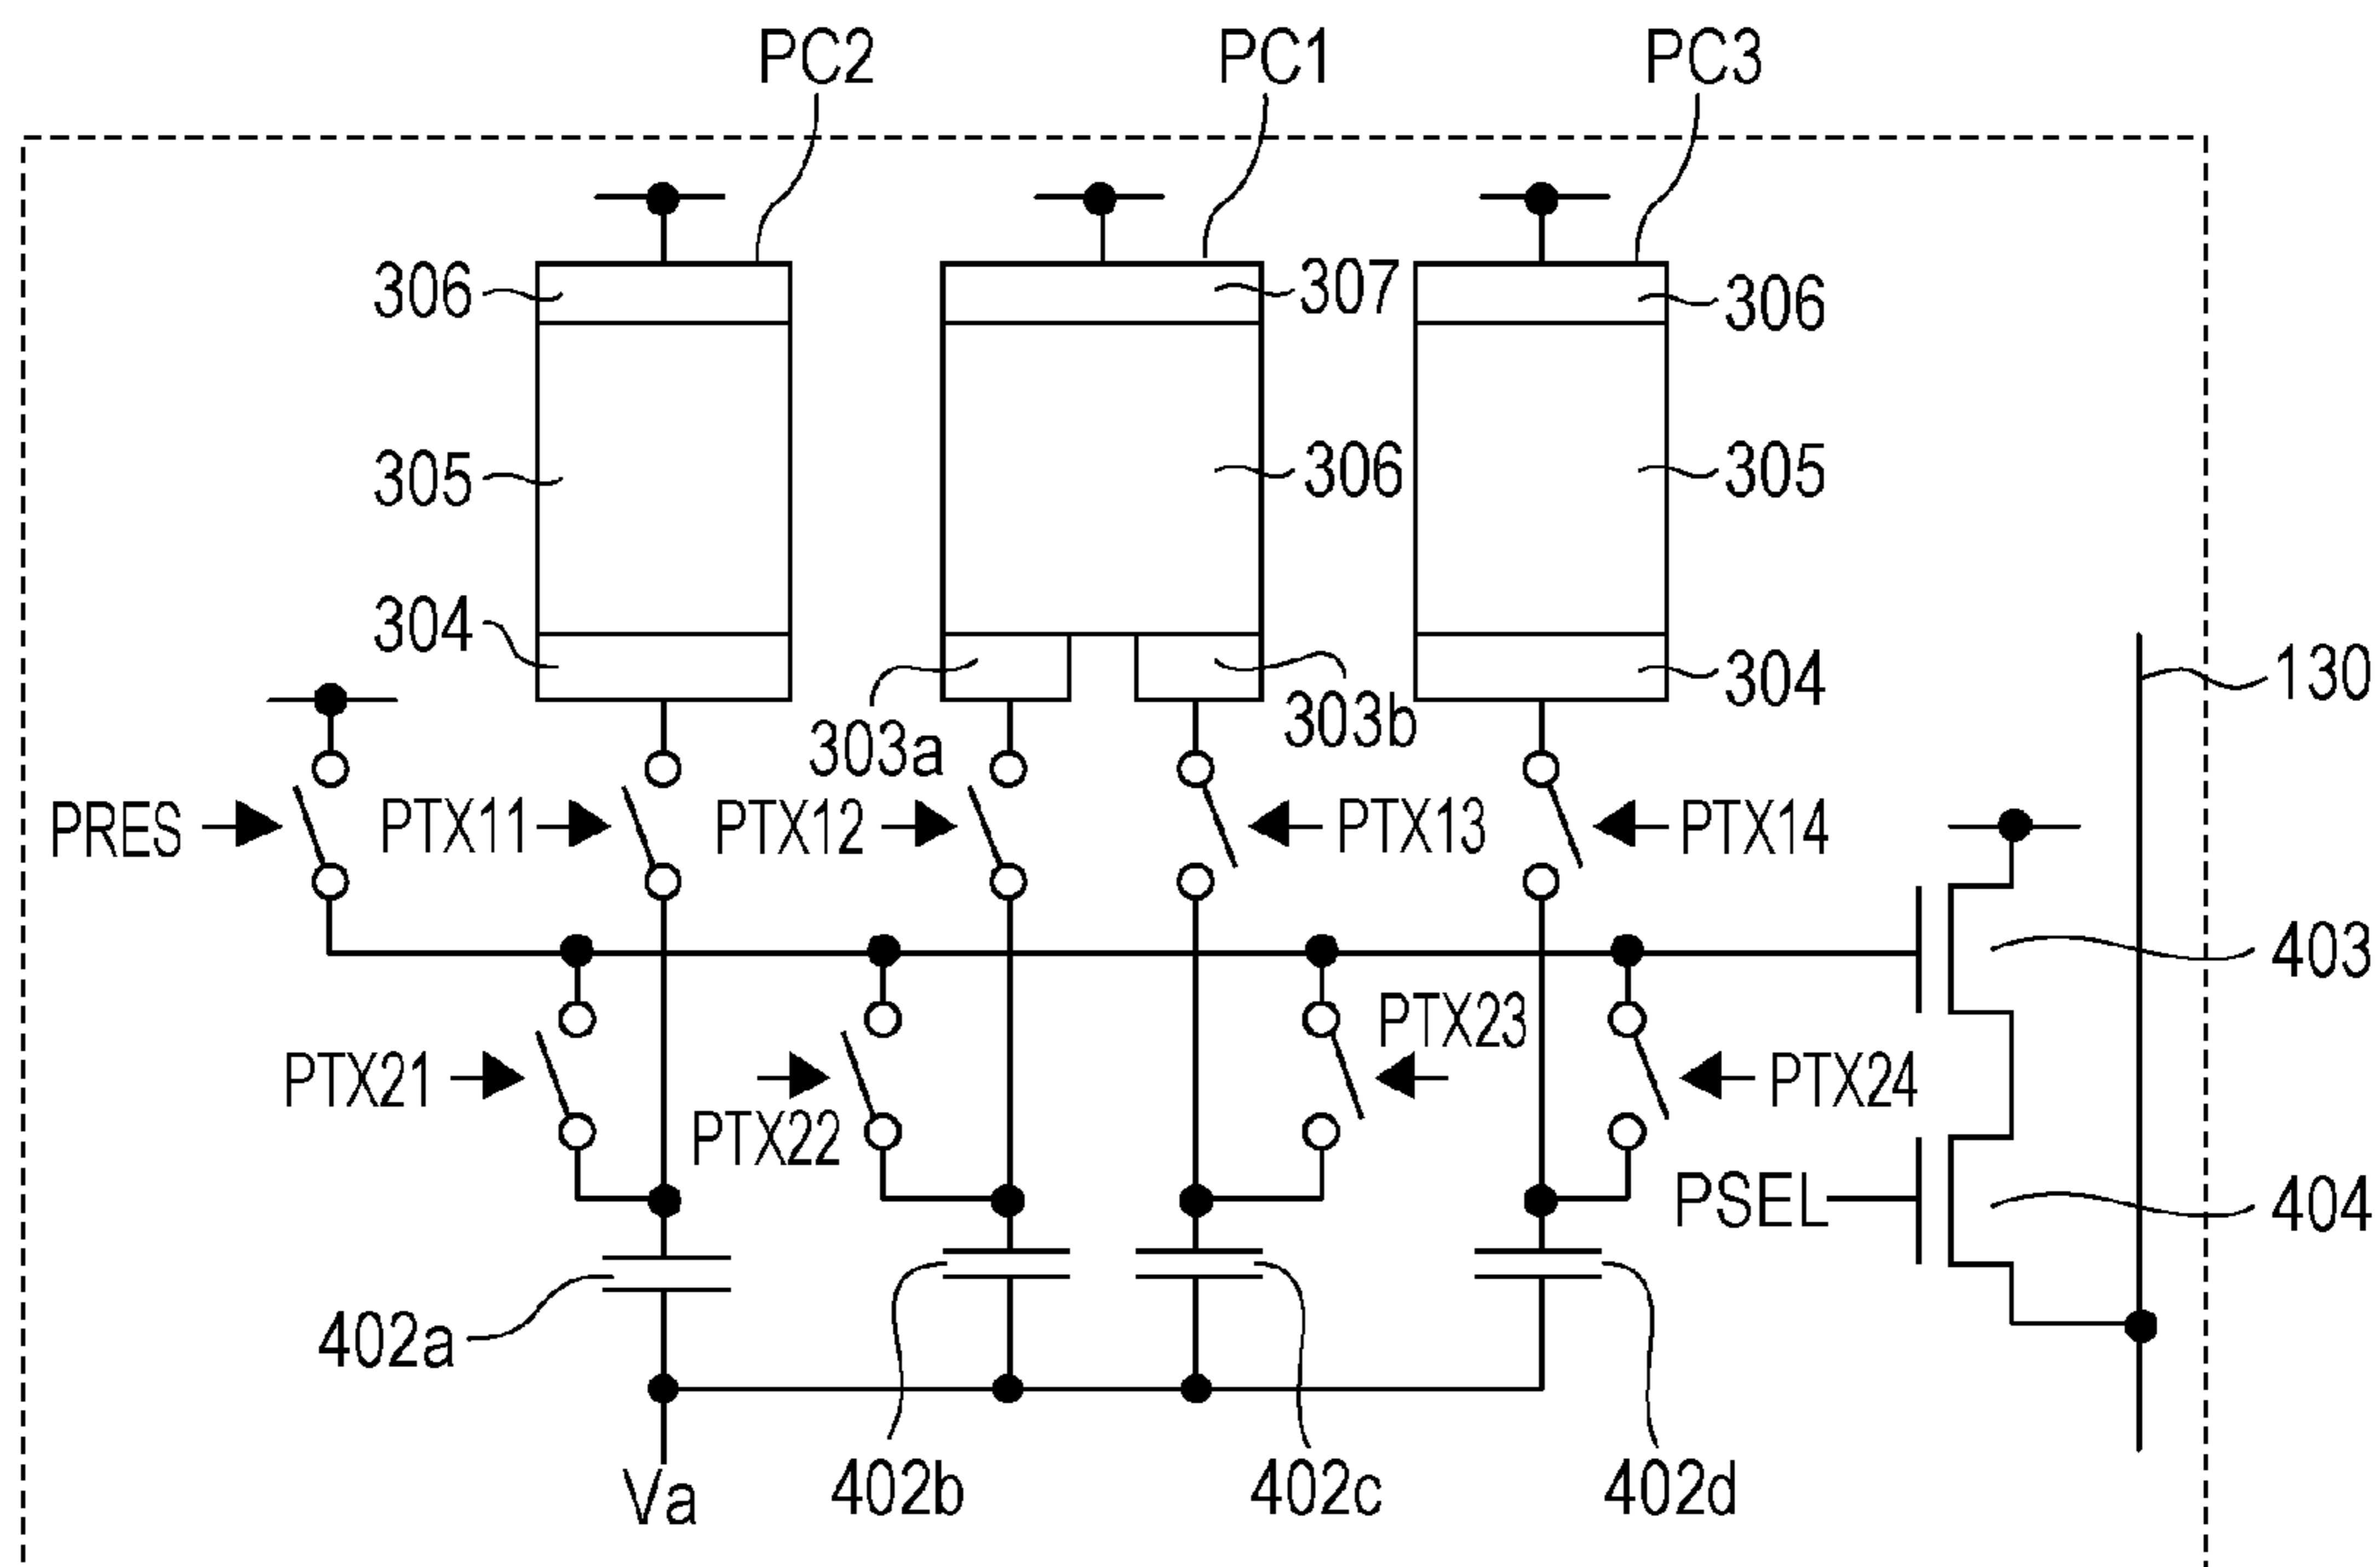 PC2 PC1 PC3
306 307 306
305 306 305
304 303a 303b 304 130
PRES PTX11 PTX12 PTX13 PTX14
403
PTX21 PTX22 PTX23 PTX24
PSEL 404
402a
Va 402b 402c 402d